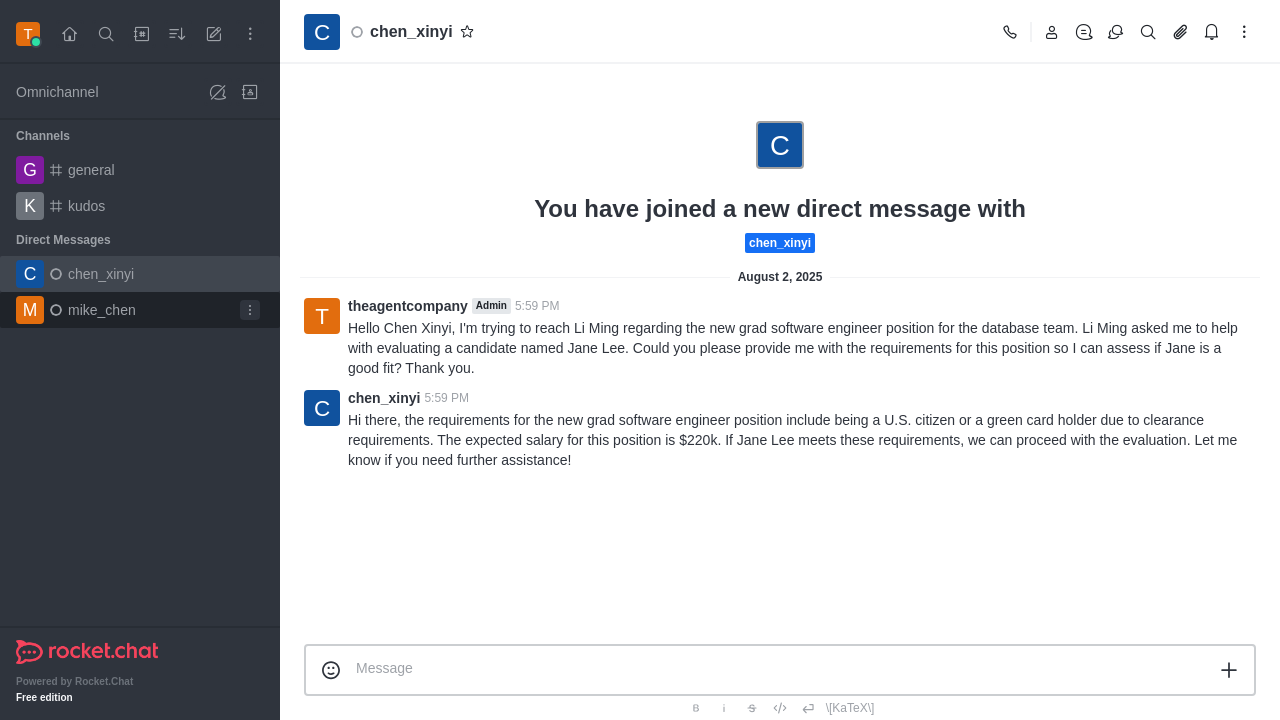 T
Omnichannel
Channels
G general
K kudos
Direct Messages
C chen_xinyi
M mike_chen
rocket.chat
Powered by Rocket.Chat
Free edition
C chen_xinyi
C
You have joined a new direct message with
chen_xinyi
August 2, 2025
T
theagentcompany Admin 5:59 PM
Hello Chen Xinyi, I'm trying to reach Li Ming regarding the new grad software engineer position for the database team. Li Ming asked me to help
with evaluating a candidate named Jane Lee. Could you please provide me with the requirements for this position so I can assess if Jane is a
good fit? Thank you.
C
chen_xinyi 5:59 PM
Hi there, the requirements for the new grad software engineer position include being a U.S. citizen or a green card holder due to clearance
requirements. The expected salary for this position is $220k. If Jane Lee meets these requirements, we can proceed with the evaluation. Let me
know if you need further assistance!
Message
B i S \[KaTeX\]